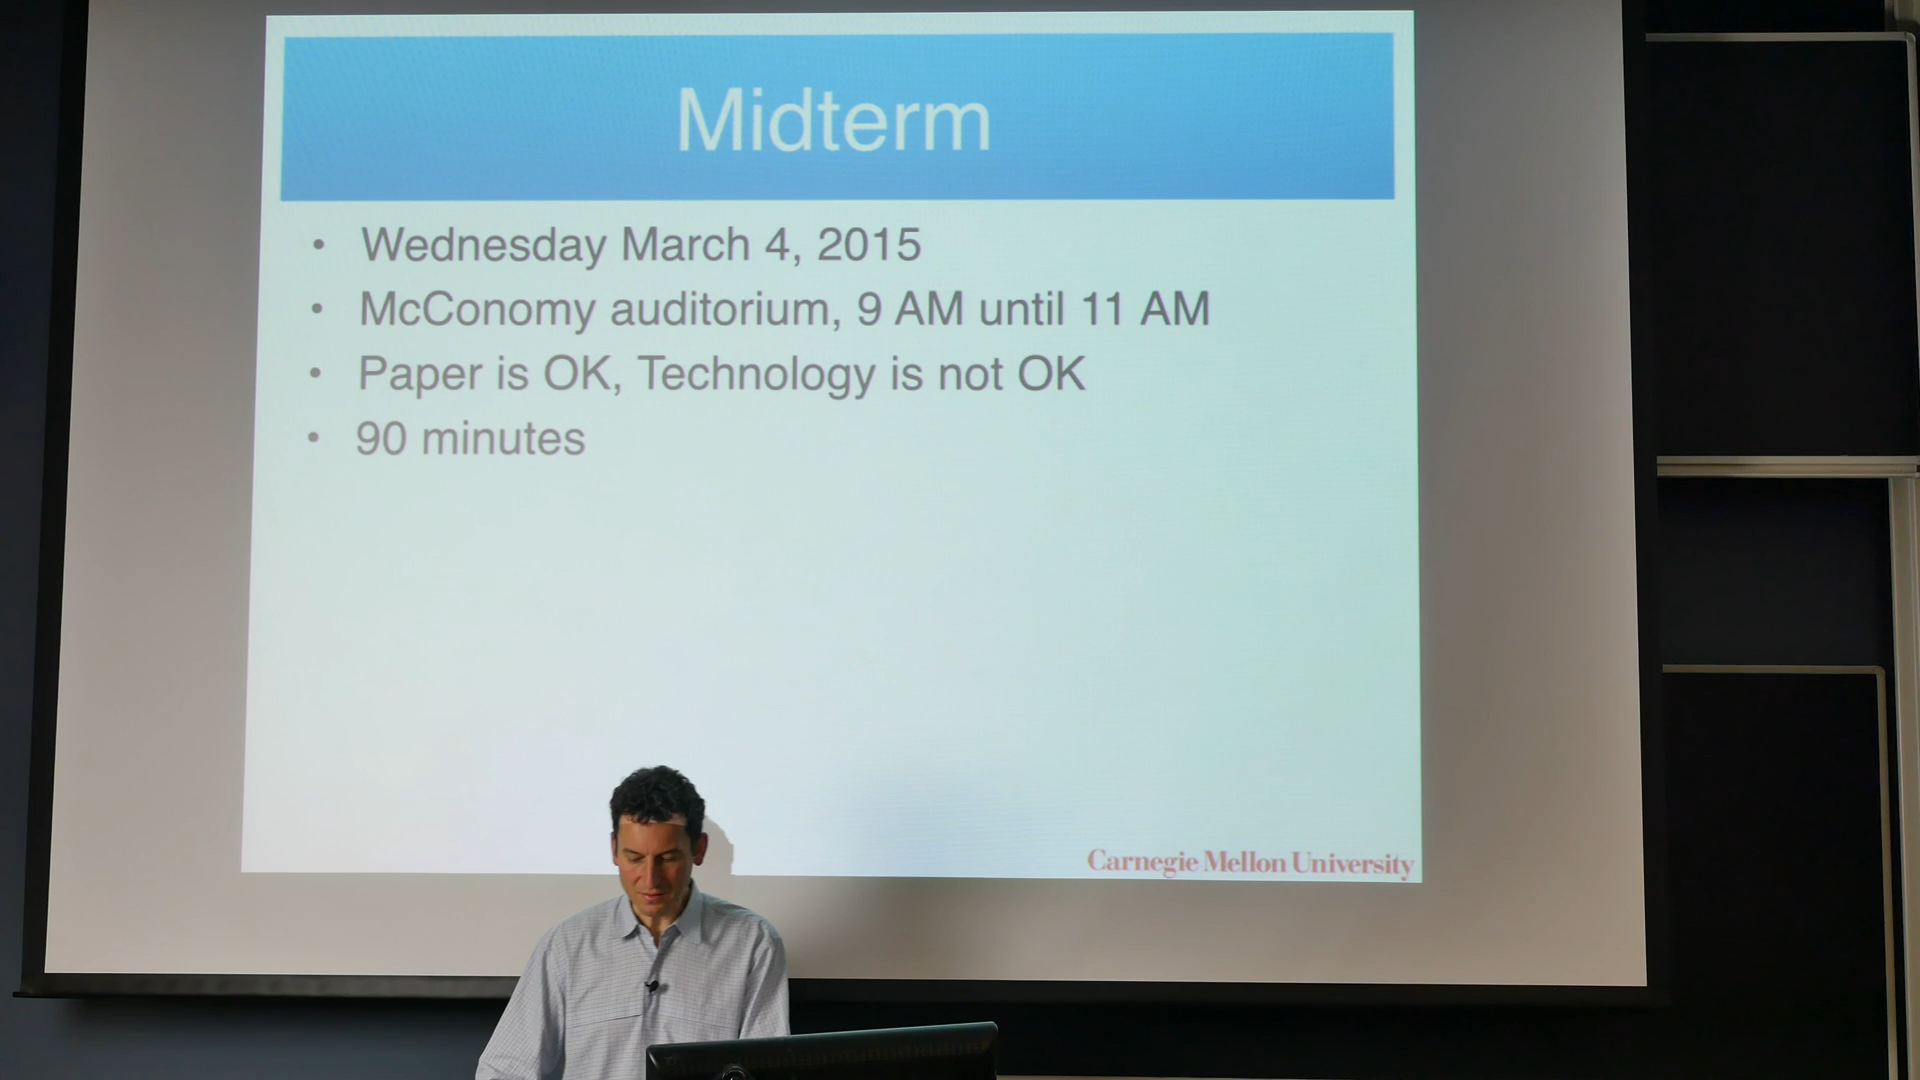 Midterm
• Wednesday March 4, 2015
• McConomy auditorium, 9 AM until 11 AM
• Paper is OK, Technology is not OK
• 90 minutes
Carnegie Mellon University